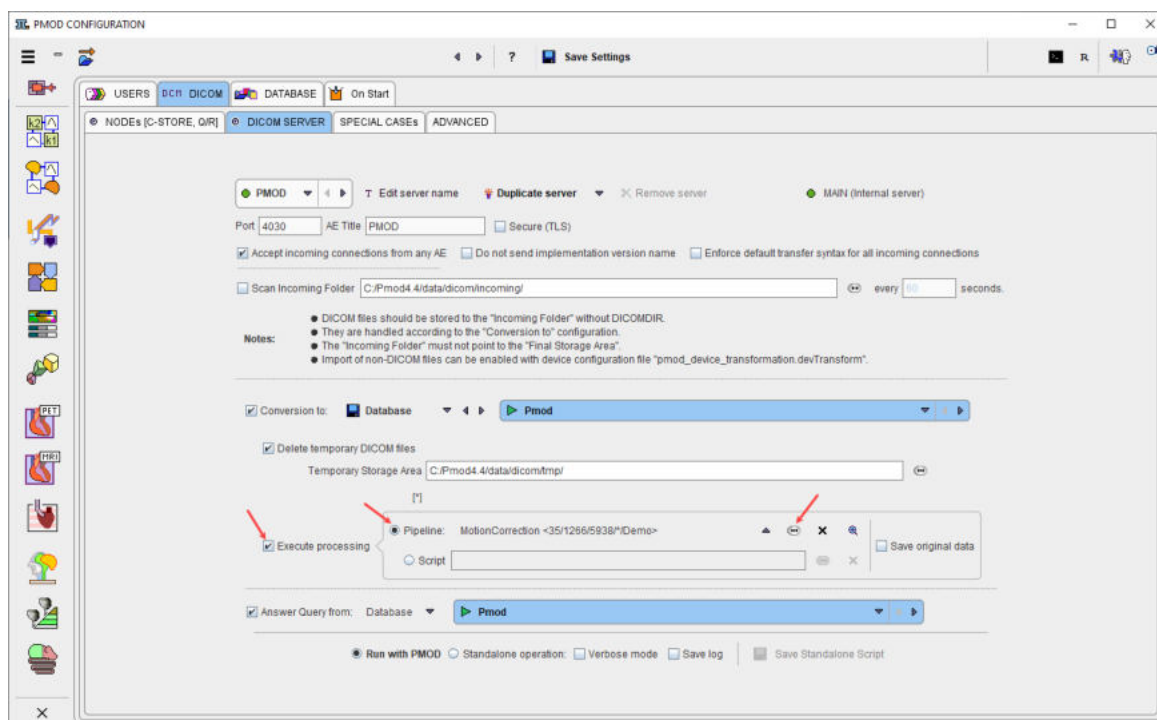 PMOD CONFIGURATION
? Save Settings R
USERS DCM DICOM DATABASE On Start
NODEs [C-STORE, Q/R] DICOM SERVER SPECIAL CASEs ADVANCED
k2
k1
PET
MRI
PMOD T Edit server name Duplicate server Remove server MAIN (Internal server)
Port 4030 AE Title PMOD Secure (TLS)
Accept incoming connections from any AE Do not send implementation version name Enforce default transfer syntax for all incoming connections
Scan Incoming Folder C:/Pmod4.4/data/dicom/incoming/ every 60 seconds.
Notes:
● DICOM files should be stored to the "Incoming Folder" without DICOMDIR.
● They are handled according to the "Conversion to" configuration.
● The "Incoming Folder" must not point to the "Final Storage Area".
● Import of non-DICOM files can be enabled with device configuration file "pmod_device_transformation.devTransform".
Conversion to: Database Pmod
Delete temporary DICOM files
Temporary Storage Area C:/Pmod4.4/data/dicom/tmp/
[*]
Execute processing
Pipeline: MotionCorrection <35/1266/5938/*/Demo>
Script
Save original data
Answer Query from: Database Pmod
Run with PMOD Standalone operation: Verbose mode Save log Save Standalone Script